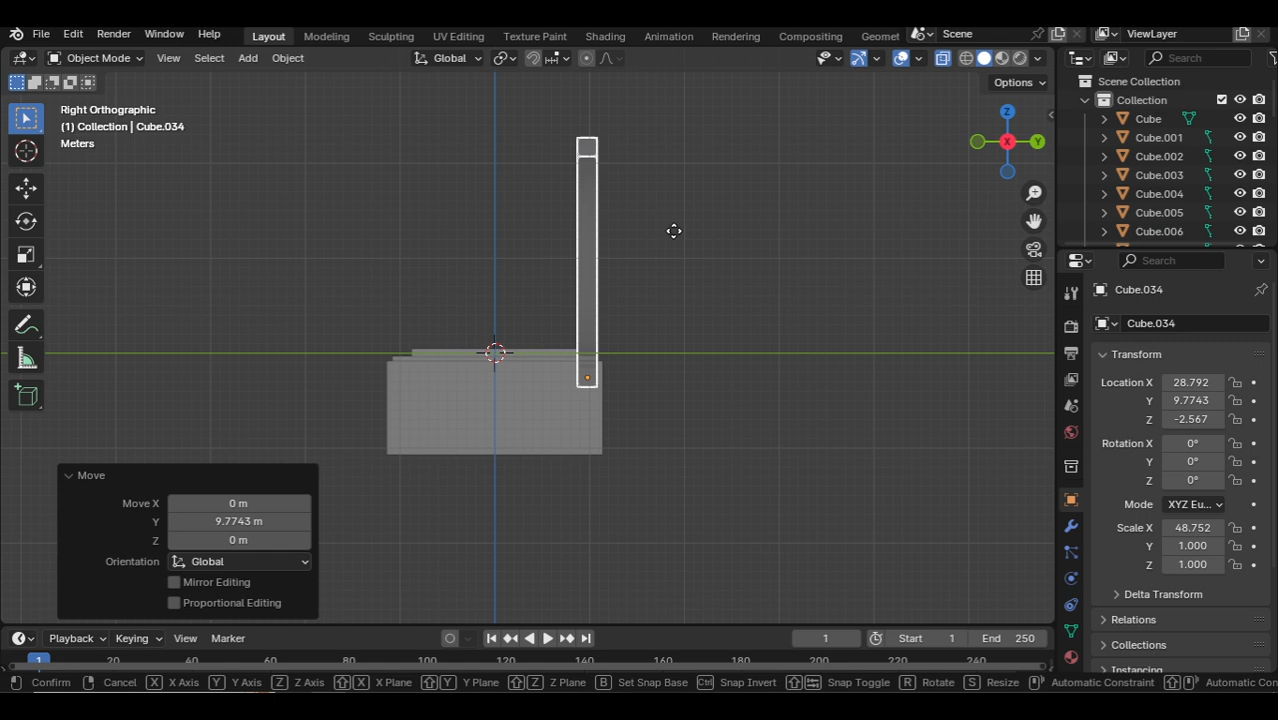 File Edit Render Window Help Layout Modeling Sculpting UV Editing Texture Paint Shading Animation Rendering Compositing Geomet Scene ViewLayer
Object Mode View Select Add Object Global Search
Options
Right Orthographic
(1) Collection | Cube.034
Meters
Z
Y
X
Scene Collection
Collection
Cube
Cube.001
Cube.002
Cube.003
Cube.004
Cube.005
Cube.006
Search
Cube.034
Cube.034
Transform
Location X 28.792
Y 9.7743
Z -2.567
Rotation X 0°
Y 0°
Z 0°
Mode XYZ Eu...
Scale X 48.752
Y 1.000
Z 1.000
Delta Transform
Relations
Collections
Instancing
Move
Move X 0 m
Y 9.7743 m
Z 0 m
Orientation Global
Mirror Editing
Proportional Editing
Playback Keying View Marker 1 Start 1 End 250
1 20 40 60 80 100 120 140 160 180 200 220 240
Confirm Cancel X X Axis Y Y Axis Z Z Axis X X Plane Y Y Plane Z Z Plane B Set Snap Base Ctrl Snap Invert Snap Toggle R Rotate S Resize Automatic Constraint Automatic Con